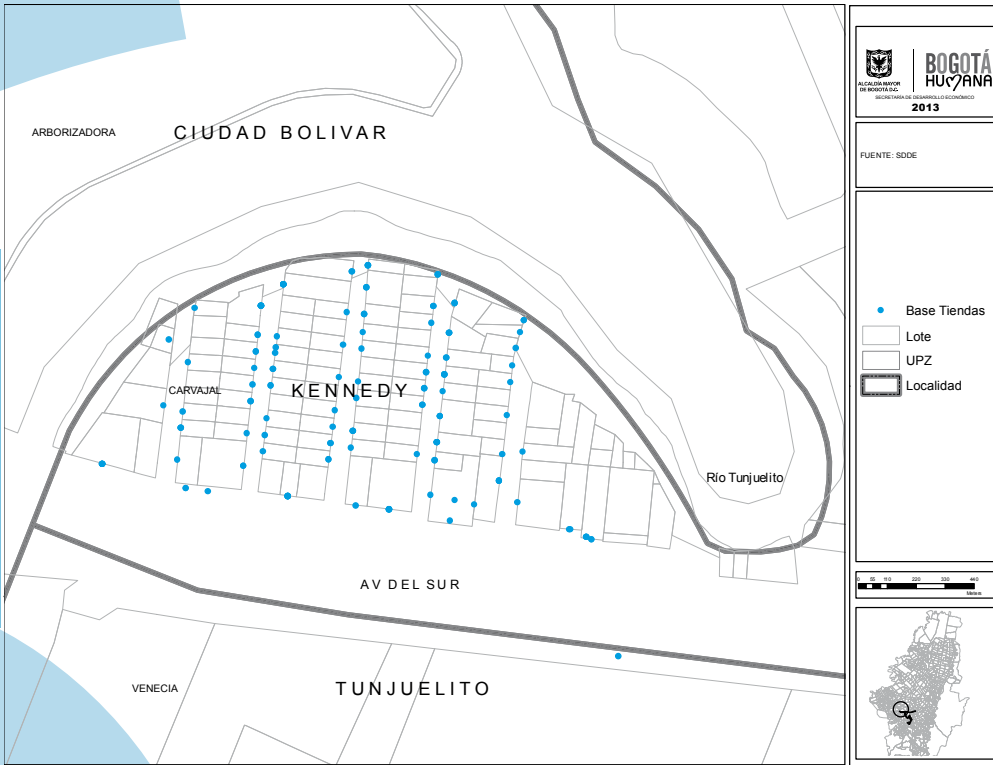 ARBORIZADORA
CIUDAD BOLIVAR
CARVAJAL
KENNEDY
Río Tunjuelito
AV DEL SUR
VENECIA
TUNJUELITO
ALCALDÍA MAYOR
DE BOGOTÁ D.C.
BOGOTÁ
HUMANA
SECRETARÍA DE DESARROLLO ECONÓMICO
2013
FUENTE: SDDE
Base Tiendas
Lote
UPZ
Localidad
0 55 110 220 330 440
Meters